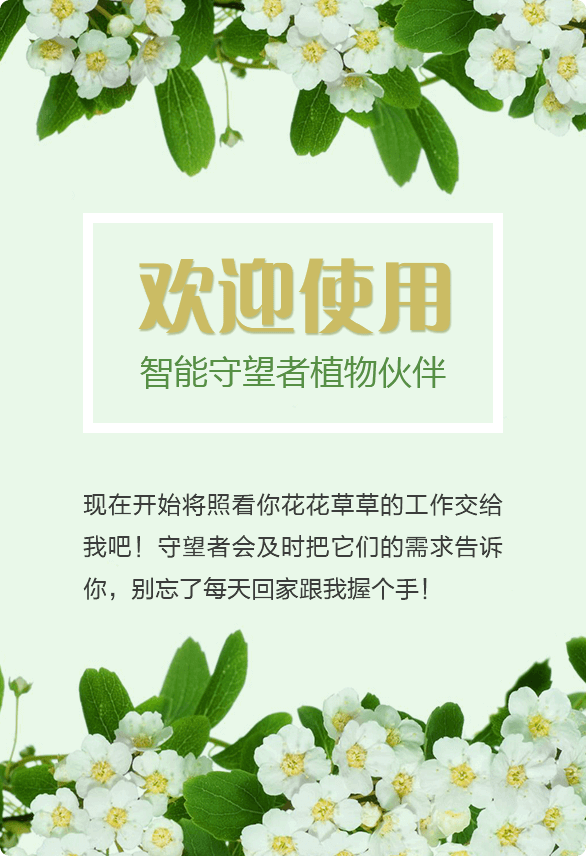 欢迎使用
智能守望者植物伙伴
现在开始将照看你花花草草的工作交给
我吧！守望者会及时把它们的需求告诉
你，别忘了每天回家跟我握个手！